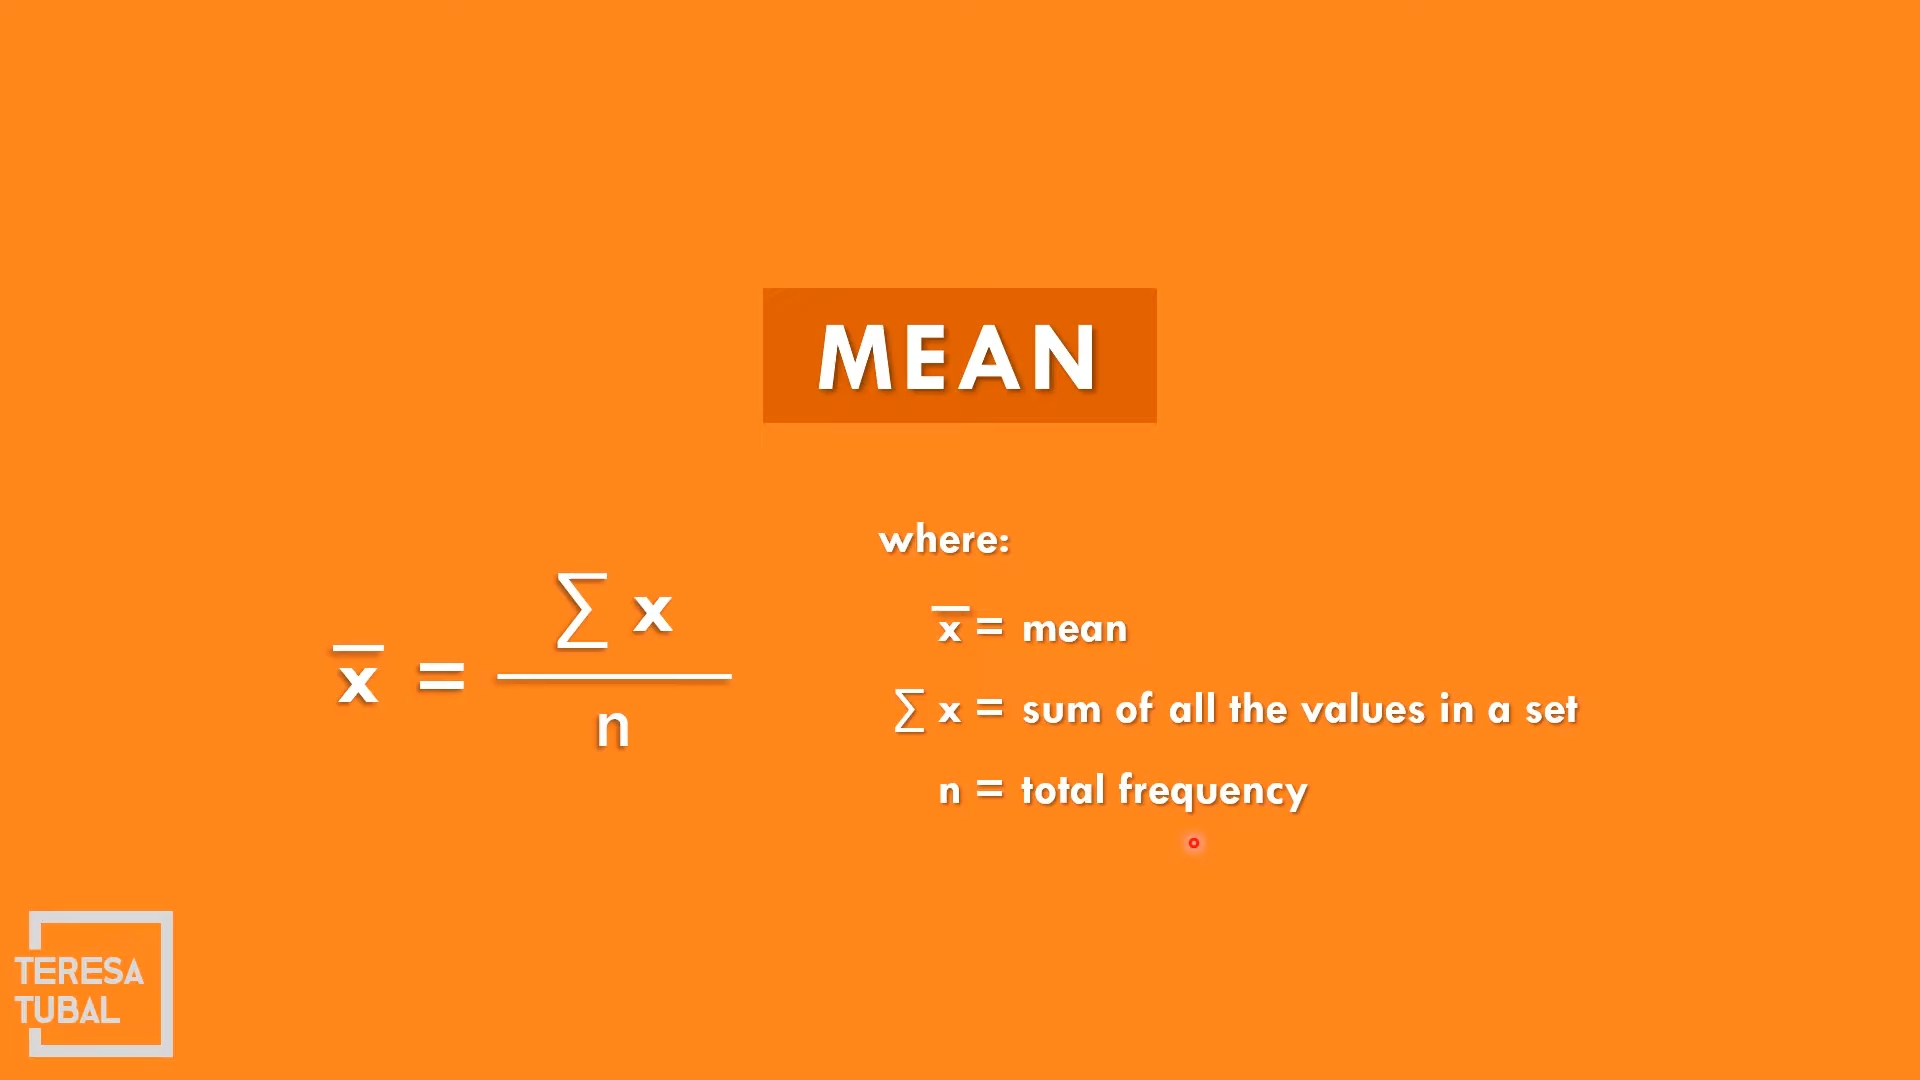 MEAN
x̅ = ∑ x / n
where:
x̅ = mean
∑ x = sum of all the values in a set
n = total frequency
TERESA
TUBAL